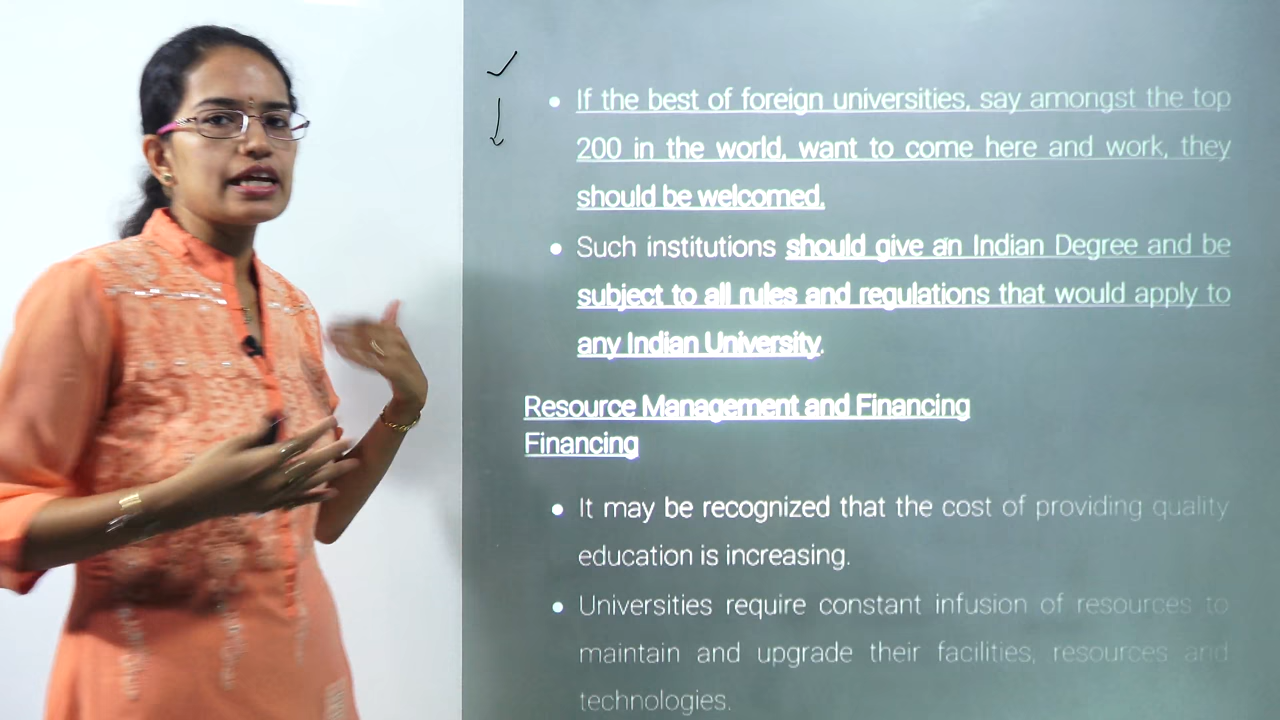 If the best of foreign universities, say amongst the top
200 in the world, want to come here and work, they
should be welcomed.
Such institutions should give an Indian Degree and be
subject to all rules and regulations that would apply to
any Indian University.
Resource Management and Financing
Financing
It may be recognized that the cost of providing quality
education is increasing.
Universities require constant infusion of resources to
maintain and upgrade their facilities, resources and
technologies.